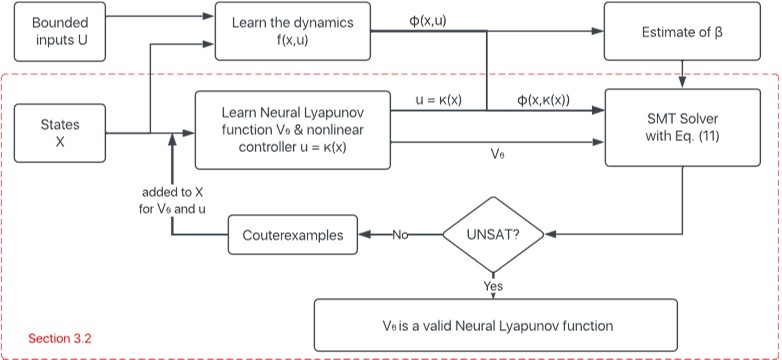 Bounded
inputs U
Learn the dynamics
f(x,u)
ϕ(x,u)
Estimate of β
States
X
Learn Neural Lyapunov
function Vθ & nonlinear
controller u = κ(x)
u = κ(x)
ϕ(x,κ(x))
Vθ
SMT Solver
with Eq. (11)
added to X
for Vθ and u
Couterexamples
No
UNSAT?
Yes
Vθ is a valid Neural Lyapunov function
Section 3.2